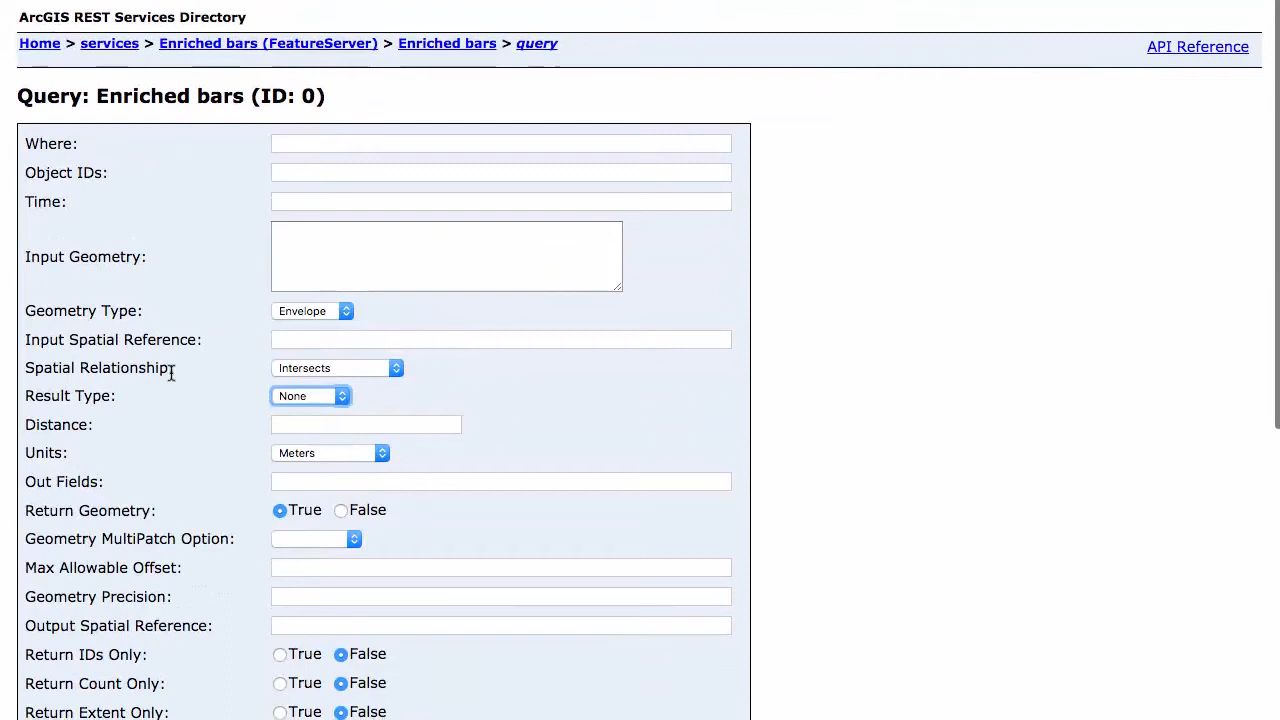 ArcGIS REST Services Directory
Home > services > Enriched bars (FeatureServer) > Enriched bars > query
API Reference
Query: Enriched bars (ID: 0)
Where:
Object IDs:
Time:
Input Geometry:
Geometry Type: Envelope
Input Spatial Reference:
Spatial Relationship: Intersects
Result Type: None
Distance:
Units: Meters
Out Fields:
Return Geometry: True False
Geometry MultiPatch Option:
Max Allowable Offset:
Geometry Precision:
Output Spatial Reference:
Return IDs Only: True False
Return Count Only: True False
Return Extent Only: True False